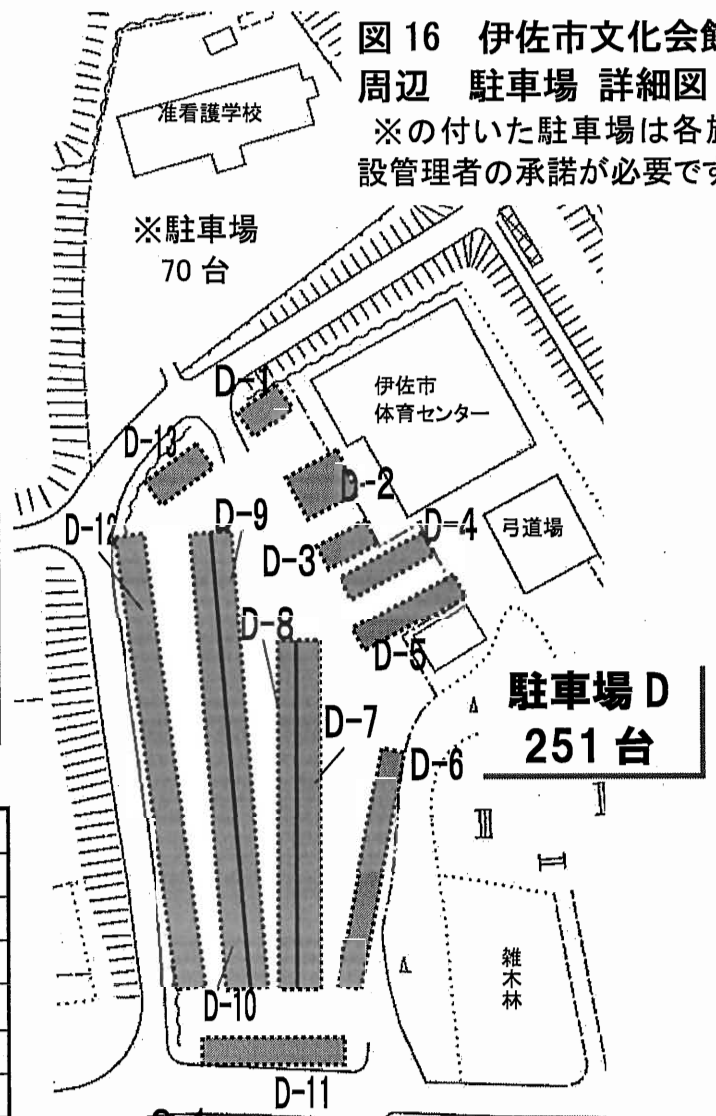 図 16 伊佐市文化会館
周辺 駐車場 詳細図
※の付いた駐車場は各施
設管理者の承諾が必要です
准看護学校
※駐車場
70 台
D-1
伊佐市
体育センター
D-13
D-2
D-9
D-4
D-12
弓道場
D-3
D-8
D-5
駐車場 D
251 台
D-7
D-6
雑木林
D-10
D-11